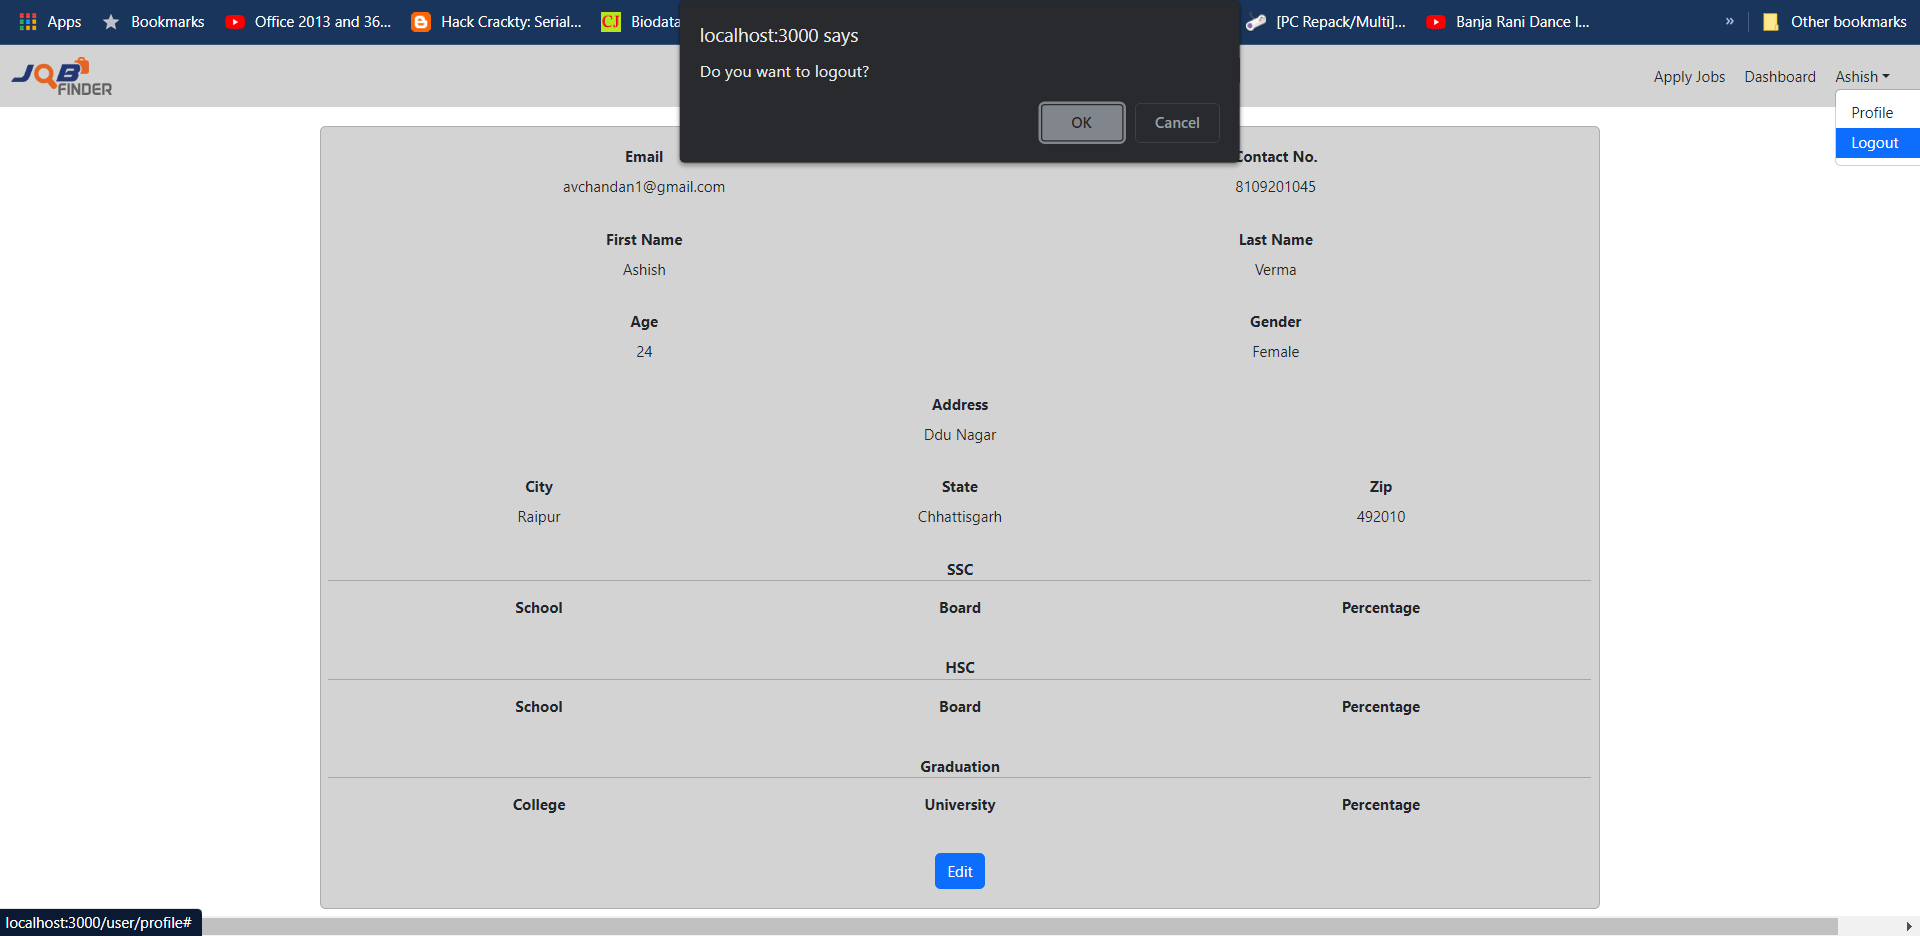 Apps Bookmarks Office 2013 and 36... Hack Crackty: Serial... CJ Biodata [PC Repack/Multi]... Banja Rani Dance I... » Other bookmarks
localhost:3000 says
Do you want to logout?
OK Cancel
JOB FINDER
Apply Jobs Dashboard Ashish
Profile
Logout
Email Contact No.
avchandan1@gmail.com 8109201045
First Name Last Name
Ashish Verma
Age Gender
24 Female
Address
Ddu Nagar
City State Zip
Raipur Chhattisgarh 492010
SSC
School Board Percentage
HSC
School Board Percentage
Graduation
College University Percentage
Edit
localhost:3000/user/profile#